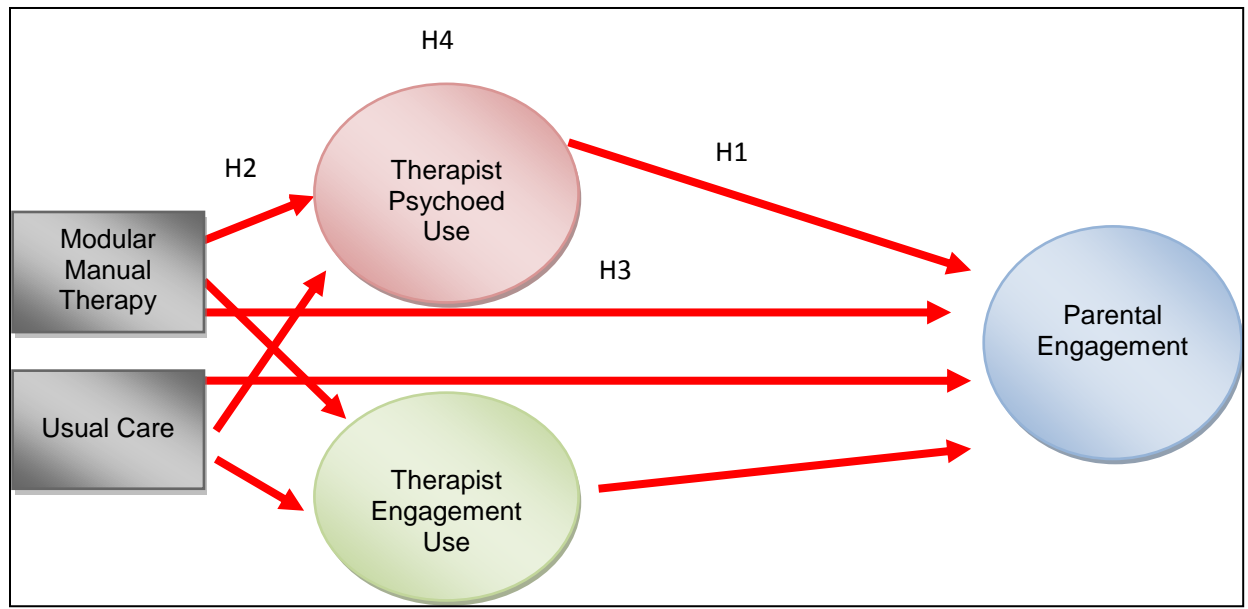 H4
H2
H1
Therapist
Psychoed
Use
Modular
Manual
Therapy
H3
Parental
Engagement
Usual Care
Therapist
Engagement
Use